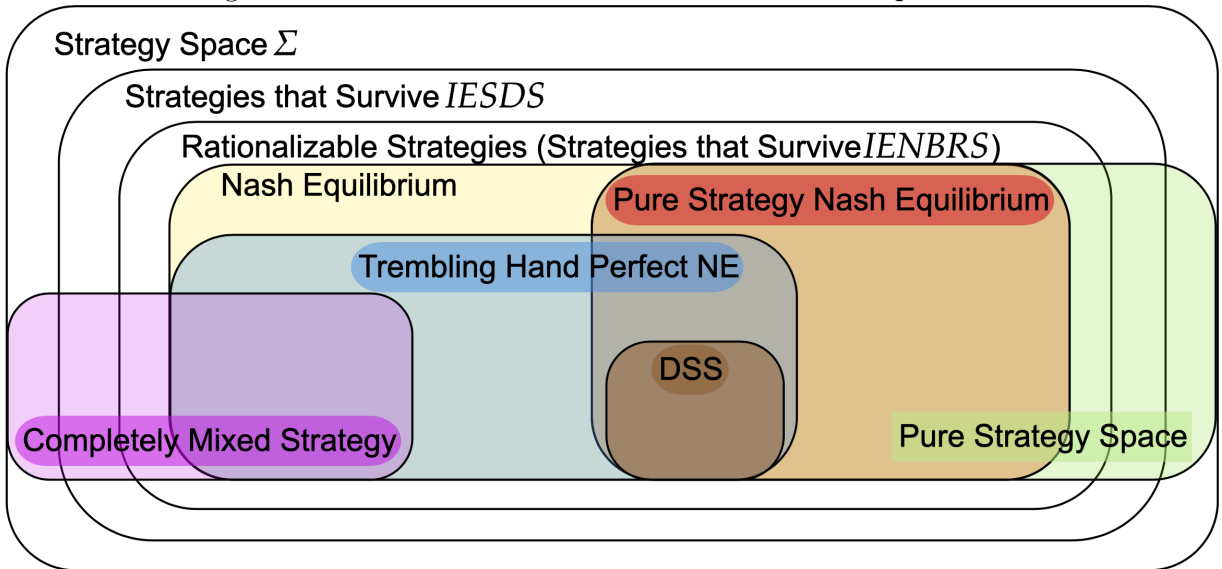 Strategy Space Σ
Strategies that Survive IESDS
Rationalizable Strategies (Strategies that Survive IENBRS)
Nash Equilibrium
Pure Strategy Nash Equilibrium
Trembling Hand Perfect NE
DSS
Completely Mixed Strategy
Pure Strategy Space